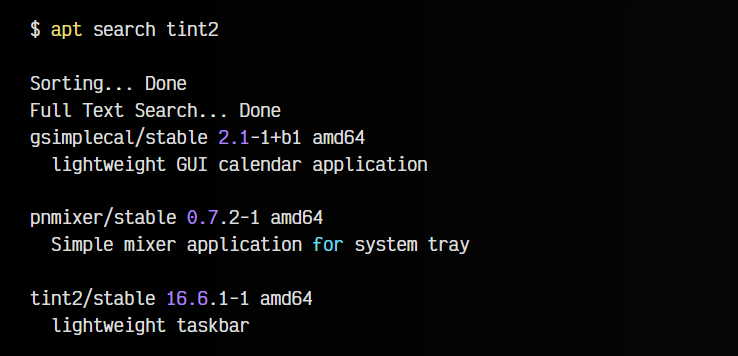 $ apt search tint2
Sorting... Done
Full Text Search... Done
gsimplecal/stable 2.1-1+b1 amd64
lightweight GUI calendar application
pnmixer/stable 0.7.2-1 amd64
Simple mixer application for system tray
tint2/stable 16.6.1-1 amd64
lightweight taskbar